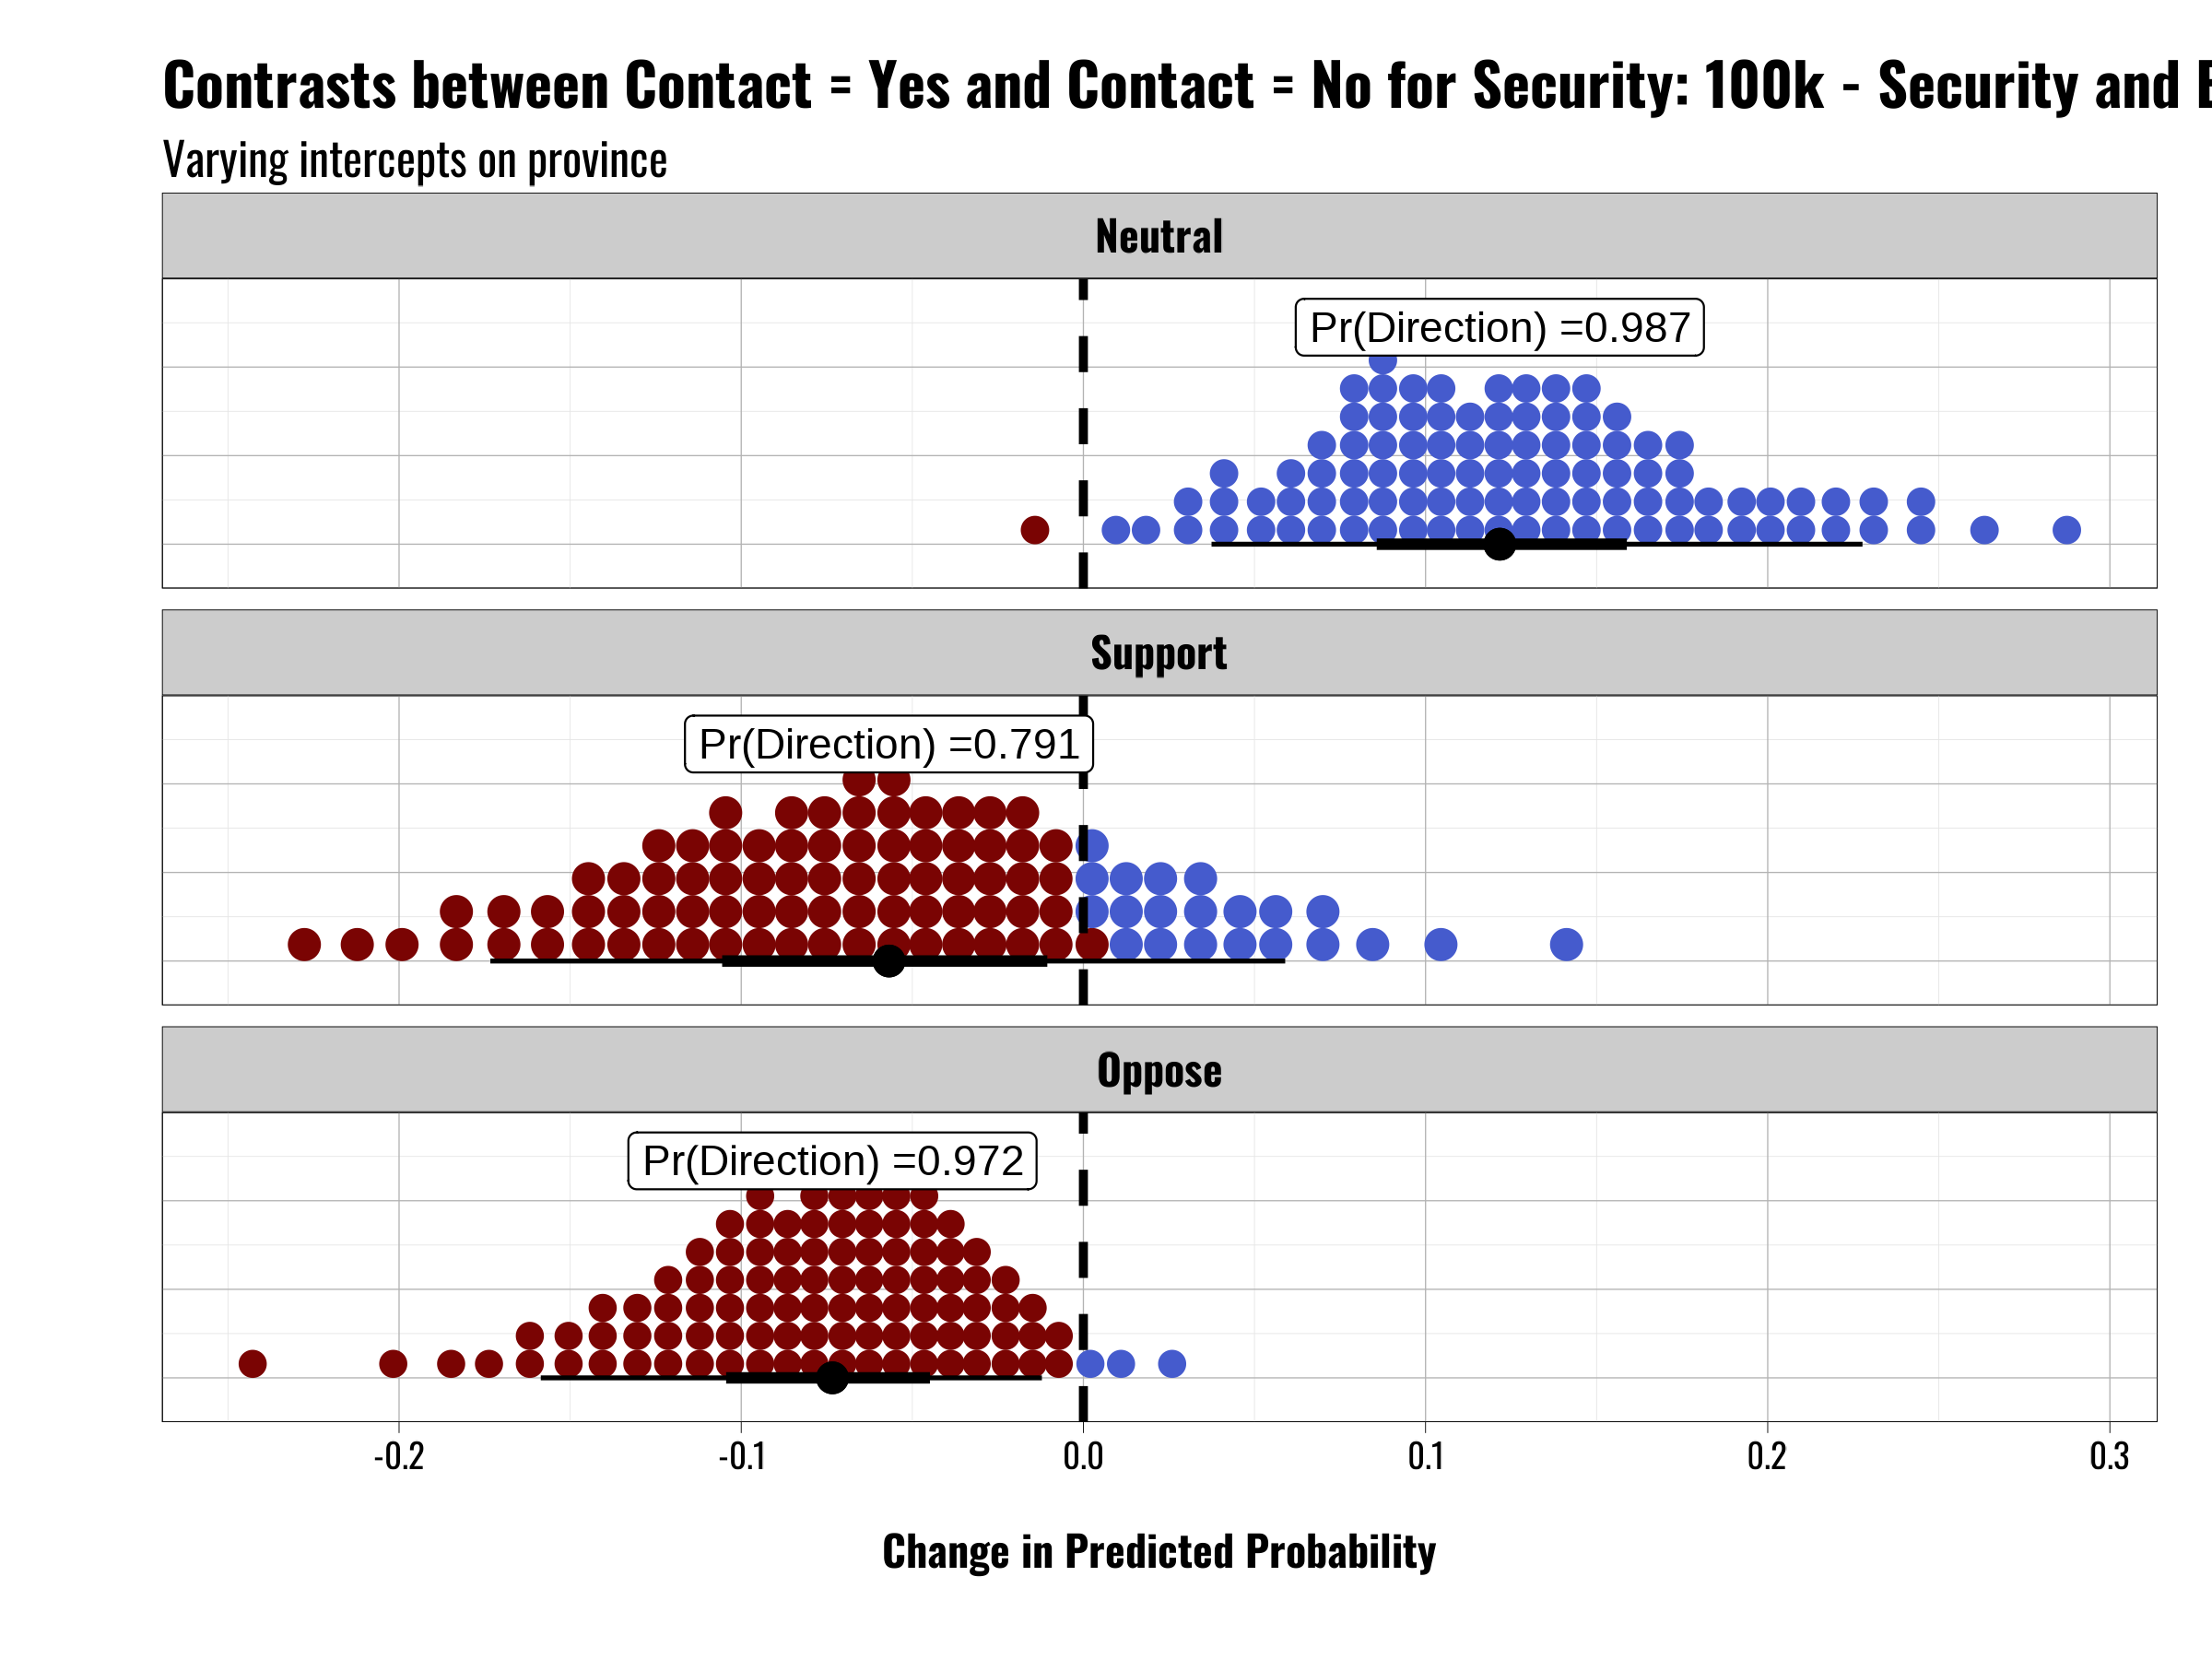 Contrasts between Contact = Yes and Contact = No for Security: 100k - Security and
Varying intercepts on province
Neutral
Pr(Direction) =0.987
Support
Pr(Direction) =0.791
Oppose
Pr(Direction) =0.972
-0.2 -0.1 0.0 0.1 0.2 0.3
Change in Predicted Probability